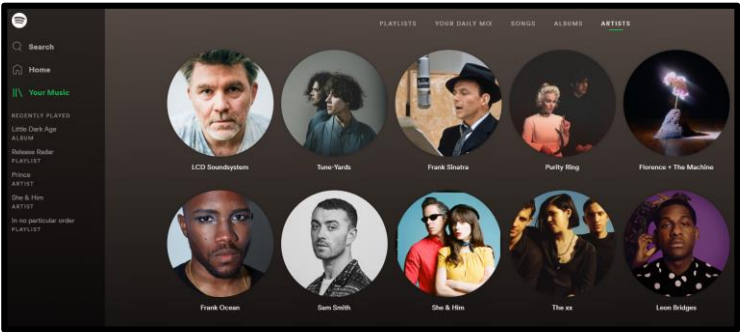 PLAYLISTS YOUR DAILY MIX SONGS ALBUMS ARTISTS
Search
Home
Your Music
RECENTLY PLAYED
Little Dark Age
ALBUM
Release Radar
PLAYLIST
Prince
ARTIST
She & Him
ARTIST
In no particular order
PLAYLIST
LCD Soundsystem Tune-Yards Frank Sinatra Purity Ring Florence + The Machine
Frank Ocean Sam Smith She & Him The xx Leon Bridges